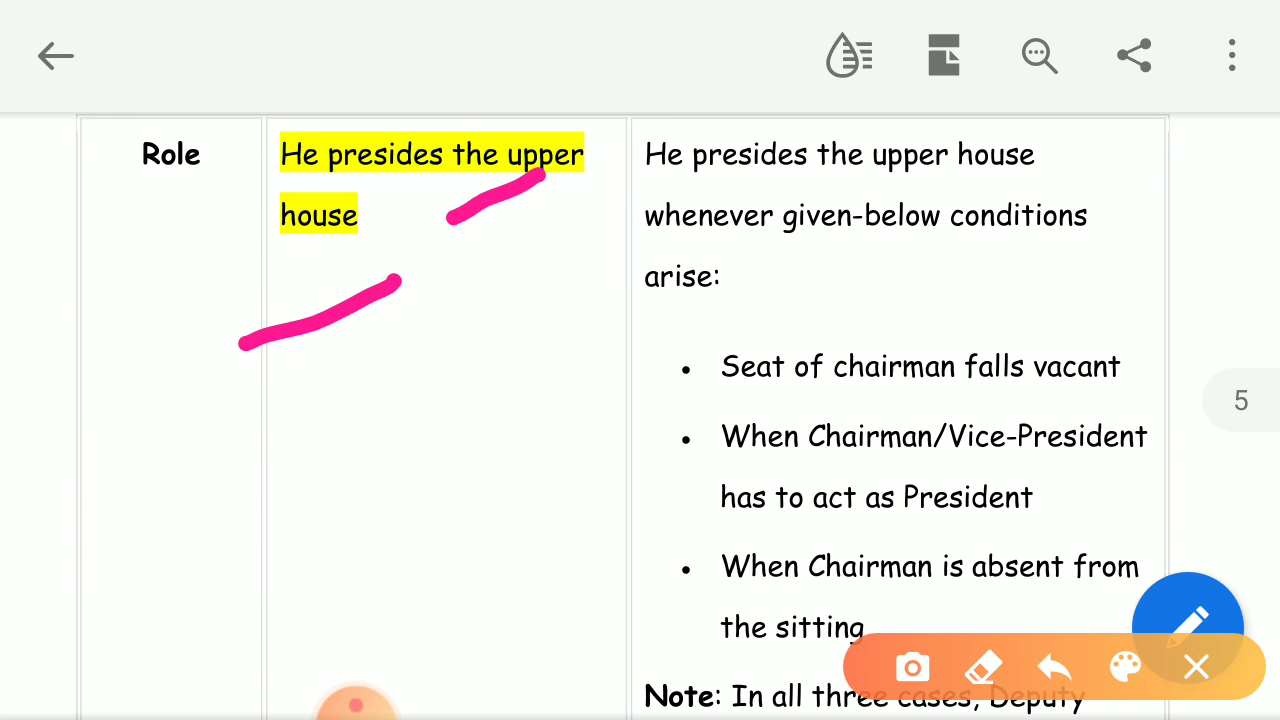 Role
He presides the upper
house
He presides the upper house
whenever given-below conditions
arise:
• Seat of chairman falls vacant
• When Chairman/Vice-President
has to act as President
• When Chairman is absent from
the sitting
Note: In all three cases, Deputy
5